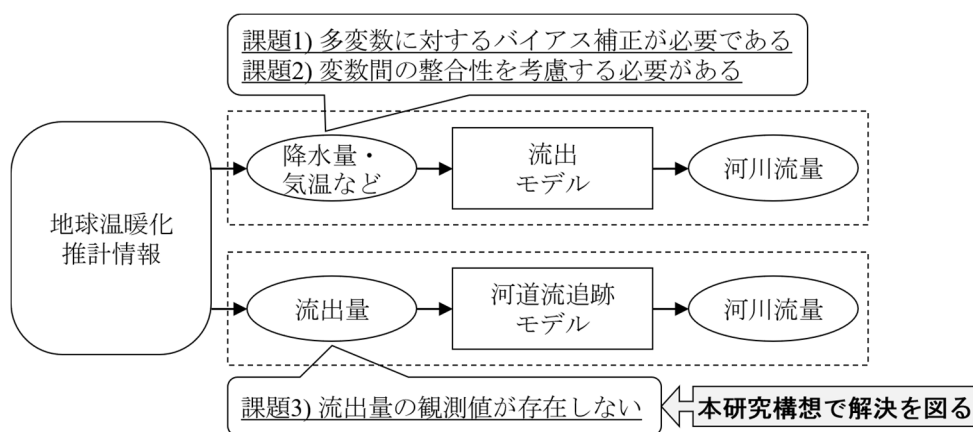 課題1) 多変数に対するバイアス補正が必要である
課題2) 変数間の整合性を考慮する必要がある
地球温暖化
推計情報
降水量・
気温など
流出
モデル
河川流量
流出量
河道流追跡
モデル
河川流量
課題3) 流出量の観測値が存在しない
本研究構想で解決を図る